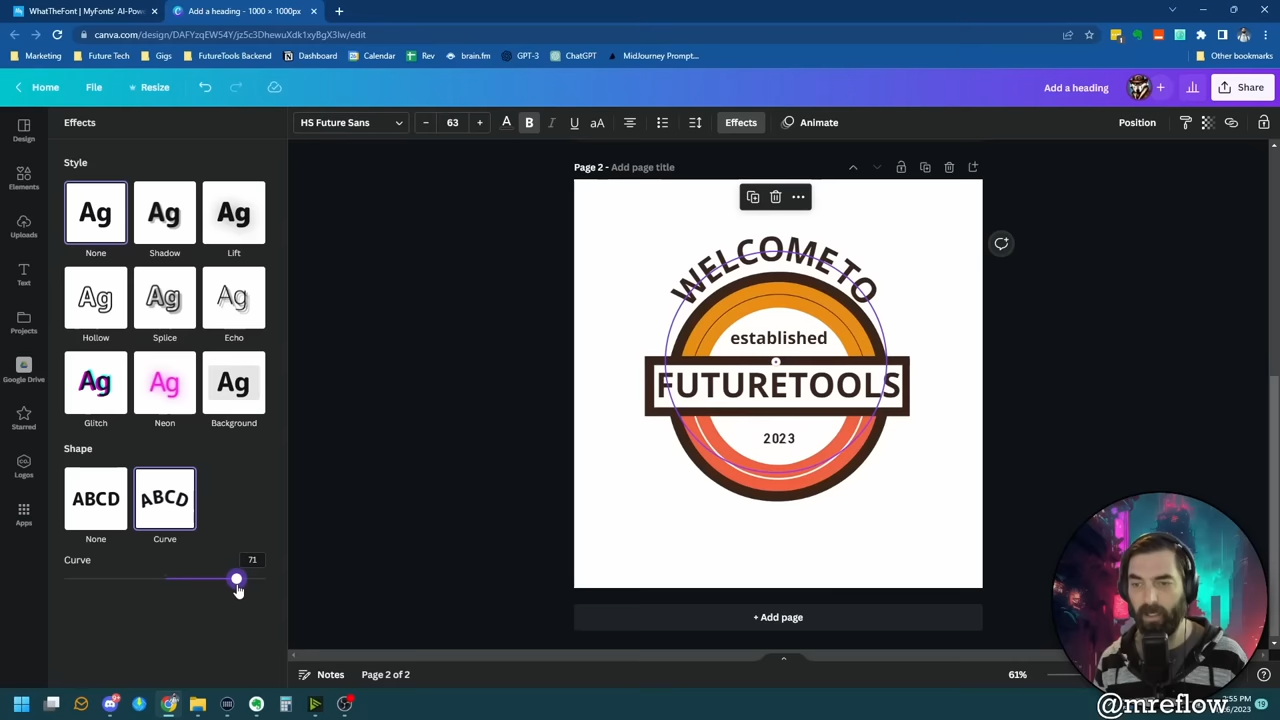 WhatTheFont | MyFonts' AI-Powe
Add a heading - 1000 × 1000px
canva.com/design/DAFYzqEW54Y/jz5c3DhewuXdk1xyBgX3Iw/edit
Marketing
Future Tech
Gigs
FutureTools Backend
Dashboard
Calendar
Rev
brain.fm
GPT-3
ChatGPT
MidJourney Prompt...
Other bookmarks
Home
File
Resize
Add a heading
Share
Effects
HS Future Sans
63
A
B
I
U
aA
Effects
Animate
Position
Design
Elements
Uploads
Text
Projects
Google Drive
Starred
Logos
Apps
Style
Ag
Ag
Ag
None
Shadow
Lift
Ag
Ag
Ag
Hollow
Splice
Echo
Ag
Ag
Ag
Glitch
Neon
Background
Shape
ABCD
ABCD
None
Curve
Curve
71
Page 2 - Add page title
WELCOME TO
established
FUTURETOOLS
2023
+ Add page
Notes
Page 2 of 2
61%
@mreflow